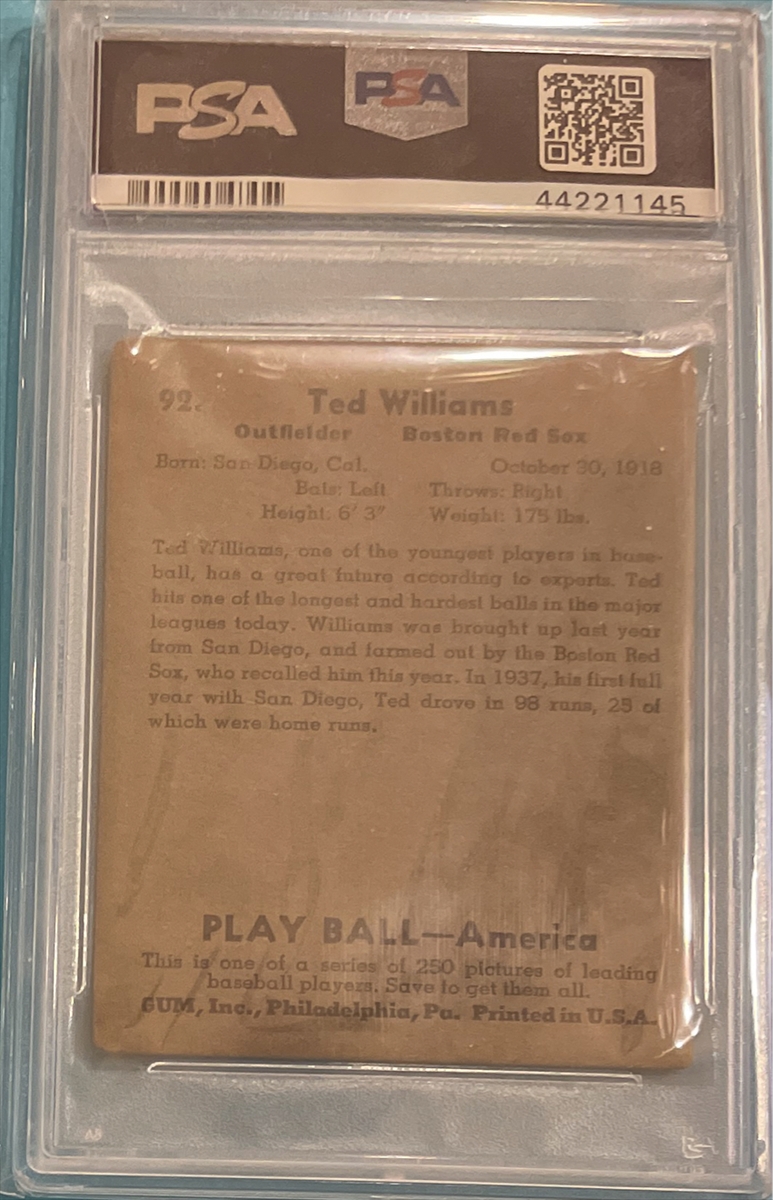 PSA
PSA
44221145
92.
Ted Williams
Outfielder Boston Red Sox
Born: San Diego, Cal. October 30, 1918
Bats: Left Throws: Right
Height: 6' 3" Weight: 175 lbs.
Ted Williams, one of the youngest players in base-
ball, has a great future according to experts. Ted
hits one of the longest and hardest balls in the major
leagues today. Williams was brought up last year
from San Diego, and farmed out by the Boston Red
Sox, who recalled him this year. In 1937, his first full
year with San Diego, Ted drove in 98 runs, 25 of
which were home runs.
PLAY BALL—America
This is one of a series of 250 pictures of leading
baseball players. Save to get them all.
GUM, Inc., Philadelphia, Pa. Printed in U.S.A.